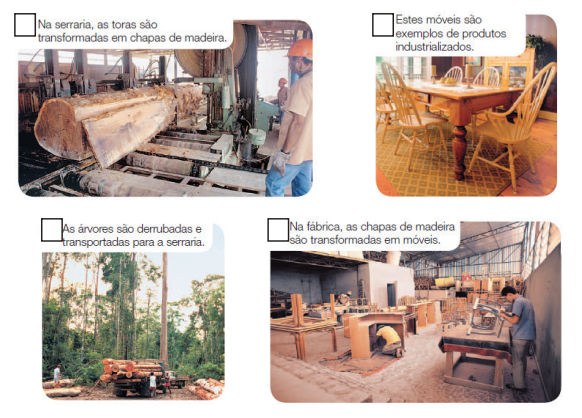 Na serraria, as toras são
transformadas em chapas de madeira.
Estes móveis são
exemplos de produtos
industrializados.
As árvores são derrubadas e
transportadas para a serraria.
Na fábrica, as chapas de madeira
são transformadas em móveis.